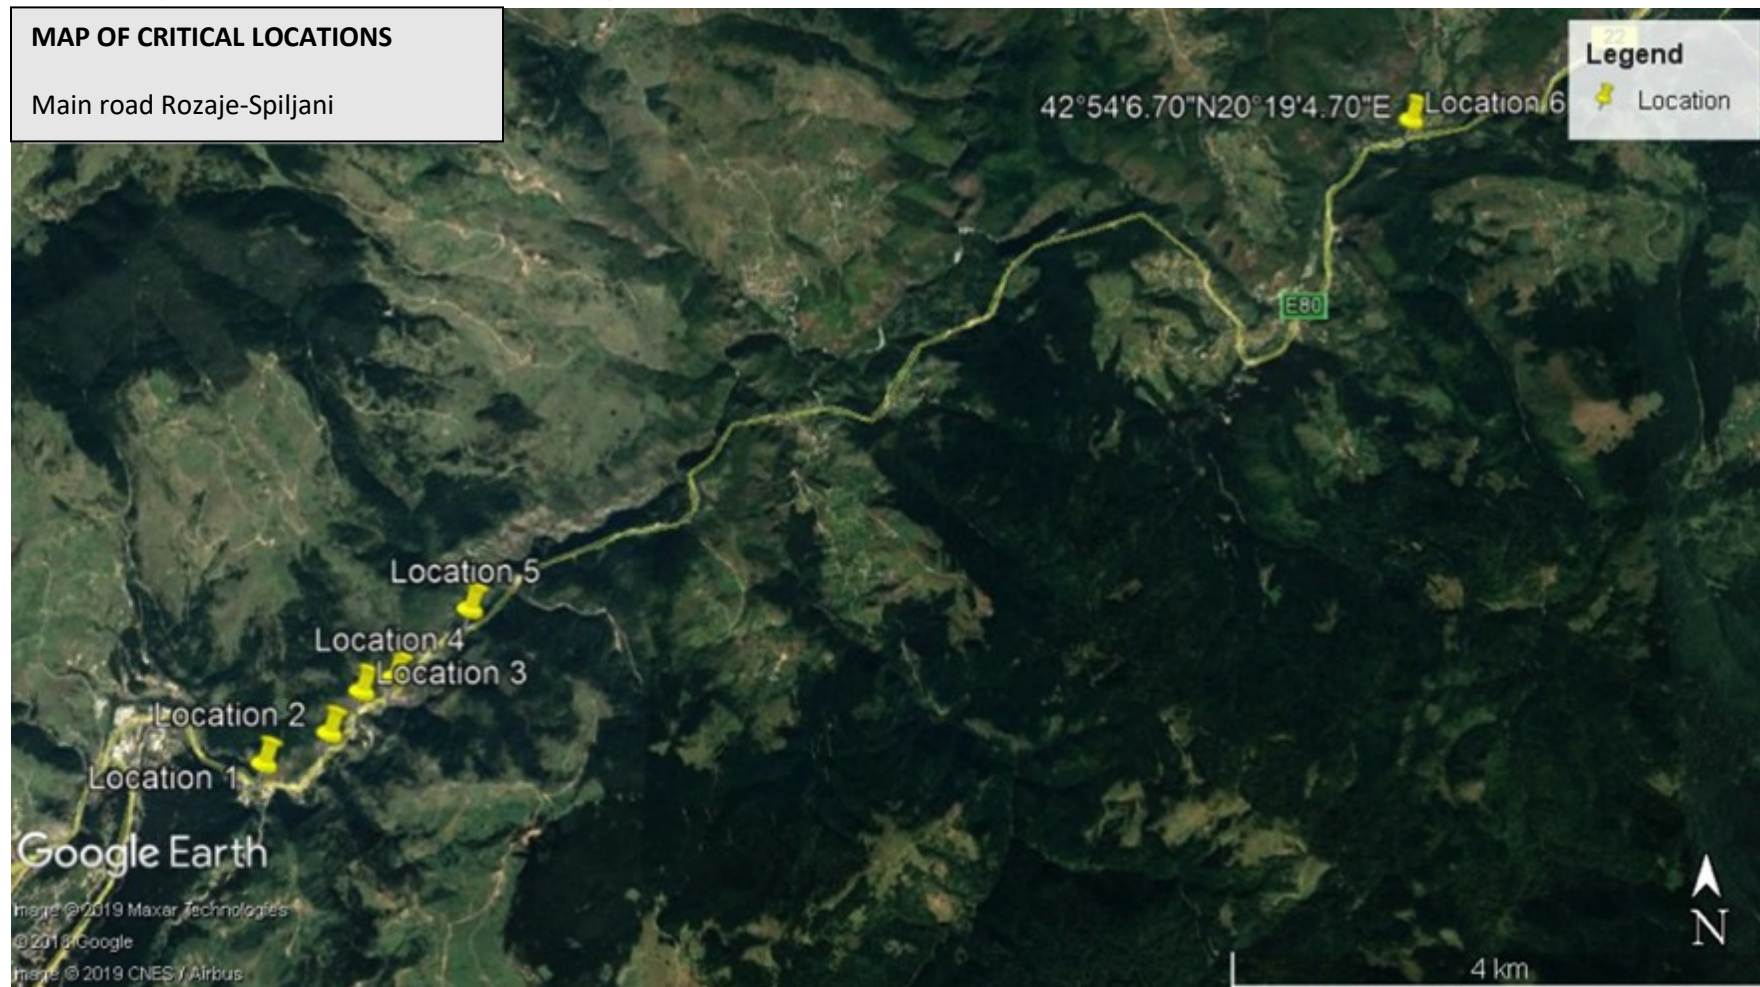 MAP OF CRITICAL LOCATIONS
Main road Rozaje-Spiljani
22
Legend
Location
42°54'6.70"N20°19'4.70"E
Location 6
E80
Location 5
Location 4
Location 3
Location 2
Location 1
Google Earth
Image © 2019 Maxar Technologies
© 2018 Google
Image © 2019 CNES / Airbus
N
4 km